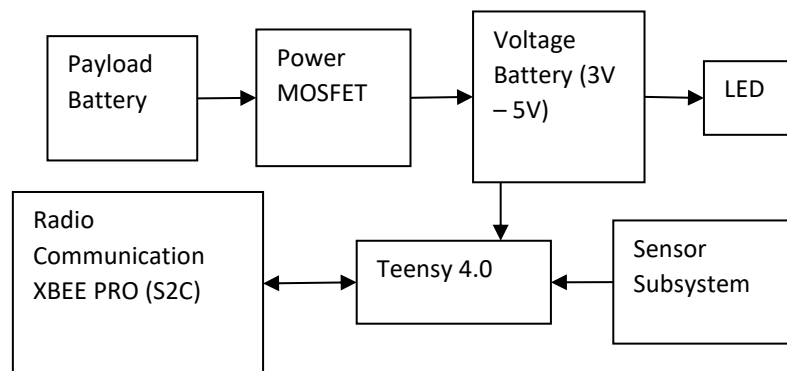 Payload
Battery
Power
MOSFET
Voltage
Battery (3V
– 5V)
LED
Radio
Communication
XBEE PRO (S2C)
Teensy 4.0
Sensor
Subsystem